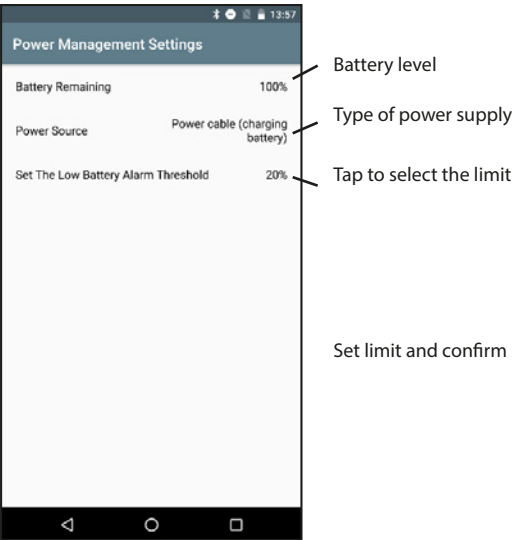 13:57
Power Management Settings
Battery Remaining 100%
Battery level
Power Source Power cable (charging
battery)
Type of power supply
Set The Low Battery Alarm Threshold 20%
Tap to select the limit
Set limit and confirm